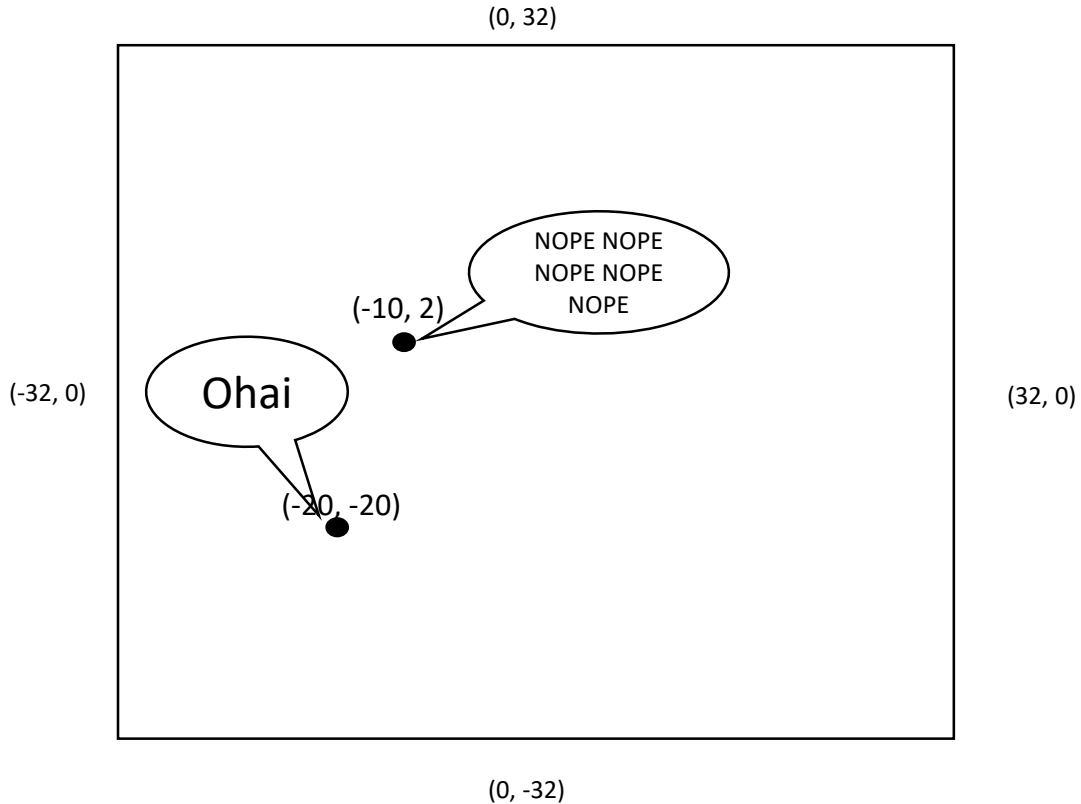 (0, 32)
NOPE NOPE
NOPE NOPE
NOPE
(-10, 2)
(-32, 0)
Ohai
(32, 0)
(-20, -20)
(0, -32)